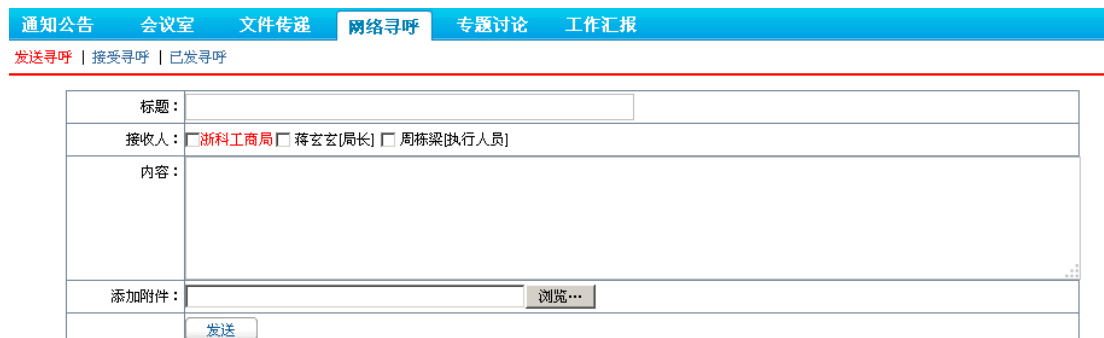 通知公告 会议室 文件传递 网络寻呼 专题讨论 工作汇报
发送寻呼 | 接受寻呼 | 已发寻呼
标题：
接收人： 浙科工商局 蒋玄玄[局长] 周栋梁[执行人员]
内容：
添加附件： 浏览…
发送